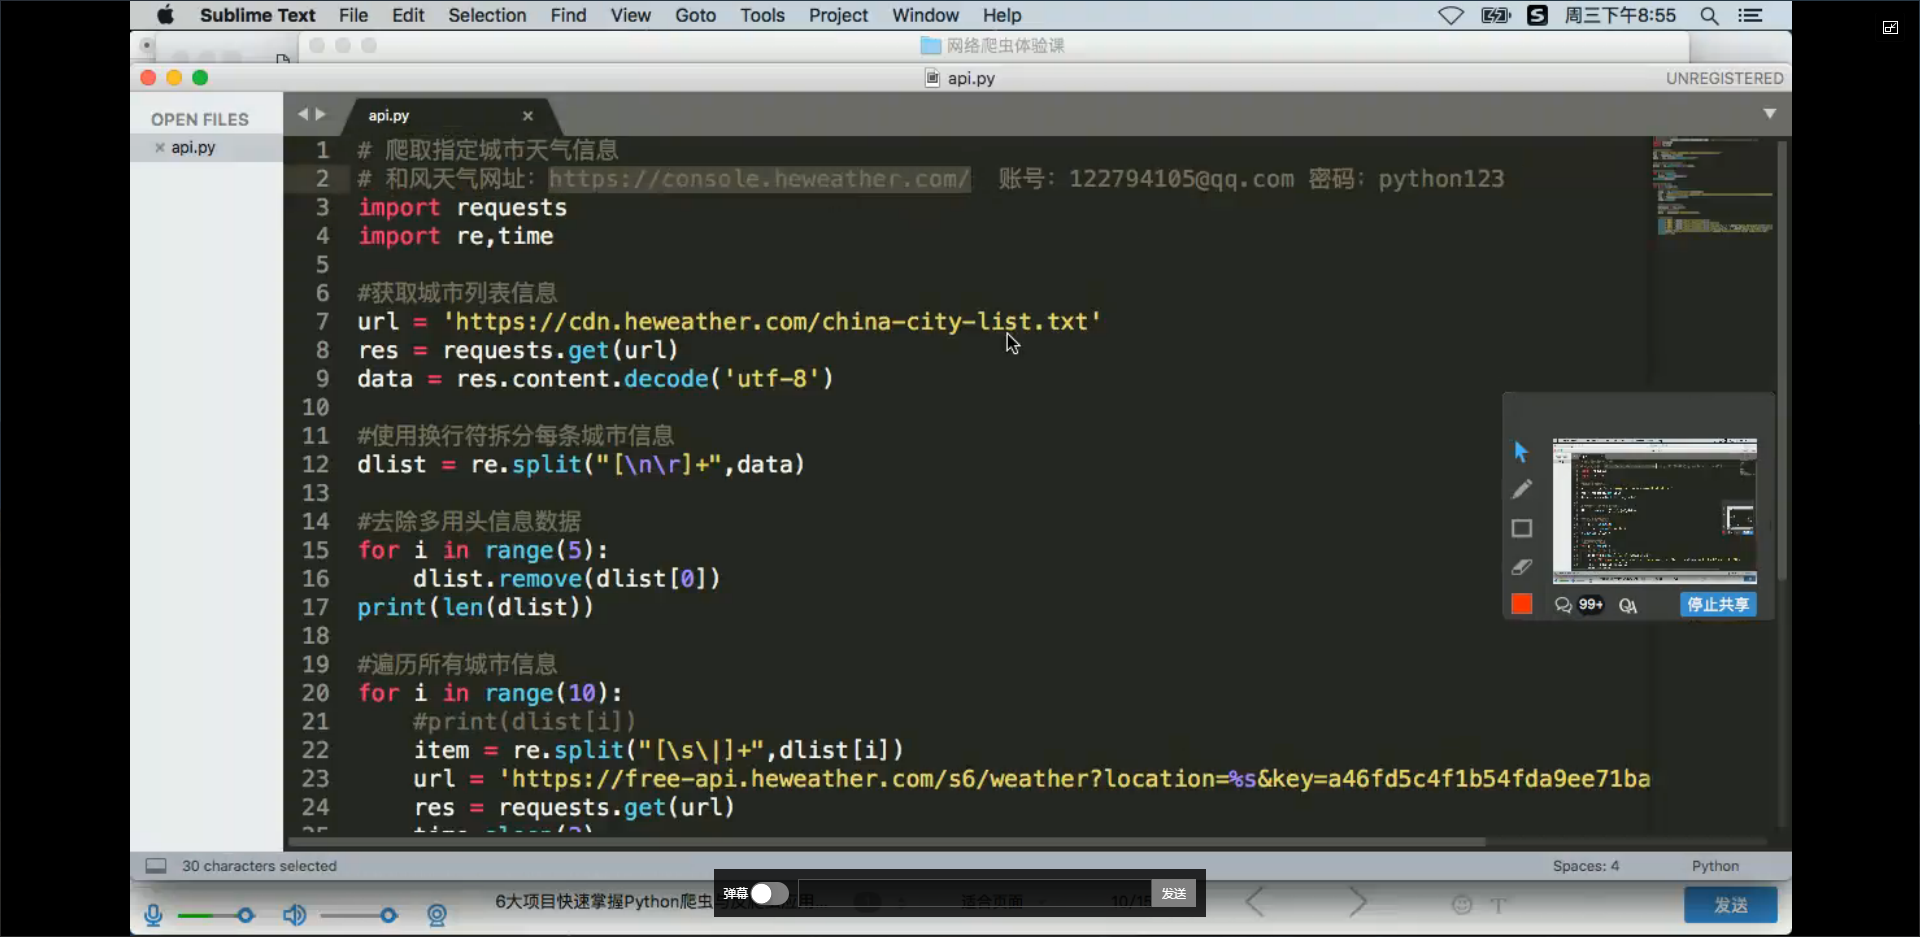 Sublime Text File Edit Selection Find View Goto Tools Project Window Help 周三下午8:55
网络爬虫体验课
api.py UNREGISTERED
OPEN FILES
api.py
api.py
1 # 爬取指定城市天气信息
2 # 和风天气网址：https://console.heweather.com/ 账号：122794105@qq.com 密码：python123
3 import requests
4 import re,time
5
6 #获取城市列表信息
7 url = 'https://cdn.heweather.com/china-city-list.txt'
8 res = requests.get(url)
9 data = res.content.decode('utf-8')
10
11 #使用换行符拆分每条城市信息
12 dlist = re.split("[\n\r]+",data)
13
14 #去除多用头信息数据
15 for i in range(5):
16 dlist.remove(dlist[0])
17 print(len(dlist))
18
19 #遍历所有城市信息
20 for i in range(10):
21 #print(dlist[i])
22 item = re.split("[\s\|]+",dlist[i])
23 url = 'https://free-api.heweather.com/s6/weather?location=%s&key=a46fd5c4f1b54fda9ee71ba
24 res = requests.get(url)
99+ QA 停止共享
30 characters selected Spaces: 4 Python
弹幕 发送
6大项目快速掌握Python爬虫 适合页面
发送